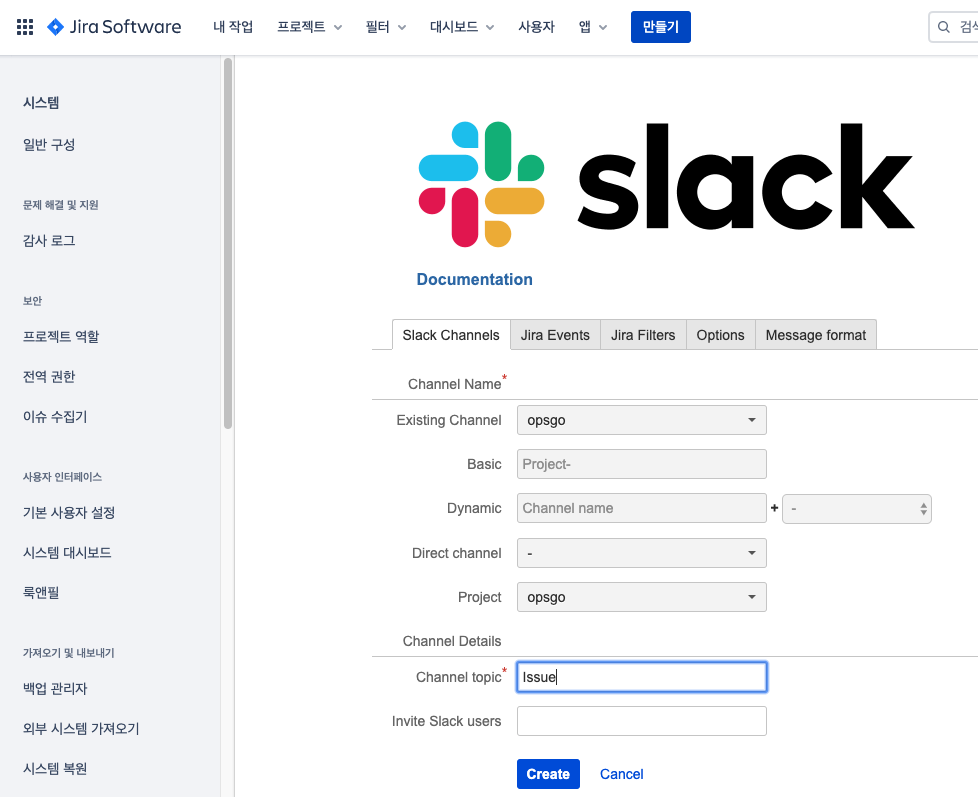 Jira Software 내 작업 프로젝트 필터 대시보드 사용자 앱 만들기
시스템
일반 구성
문제 해결 및 지원
감사 로그
보안
프로젝트 역할
전역 권한
이슈 수집기
사용자 인터페이스
기본 사용자 설정
시스템 대시보드
룩앤필
가져오기 및 내보내기
백업 관리자
외부 시스템 가져오기
시스템 복원
slack
Documentation
Slack Channels Jira Events Jira Filters Options Message format
Channel Name*
Existing Channel opsgo
Basic Project-
Dynamic Channel name + -
Direct channel -
Project opsgo
Channel Details
Channel topic* Issue
Invite Slack users
Create Cancel